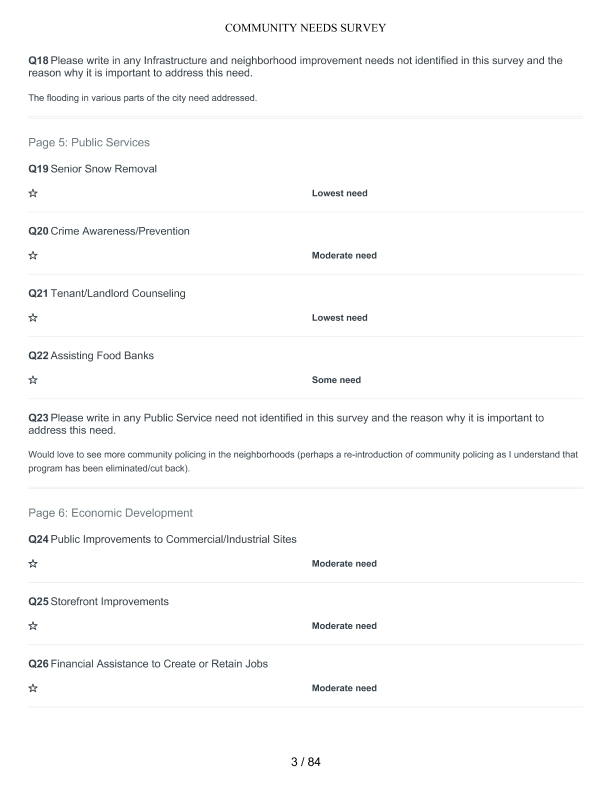 COMMUNITY NEEDS SURVEY
Q18 Please write in any Infrastructure and neighborhood improvement needs not identified in this survey and the
reason why it is important to address this need.
The flooding in various parts of the city need addressed.
Page 5: Public Services
Q19 Senior Snow Removal
☆ Lowest need
Q20 Crime Awareness/Prevention
☆ Moderate need
Q21 Tenant/Landlord Counseling
☆ Lowest need
Q22 Assisting Food Banks
☆ Some need
Q23 Please write in any Public Service need not identified in this survey and the reason why it is important to
address this need.
Would love to see more community policing in the neighborhoods (perhaps a re-introduction of community policing as I understand that
program has been eliminated/cut back).
Page 6: Economic Development
Q24 Public Improvements to Commercial/Industrial Sites
☆ Moderate need
Q25 Storefront Improvements
☆ Moderate need
Q26 Financial Assistance to Create or Retain Jobs
☆ Moderate need
3 / 84